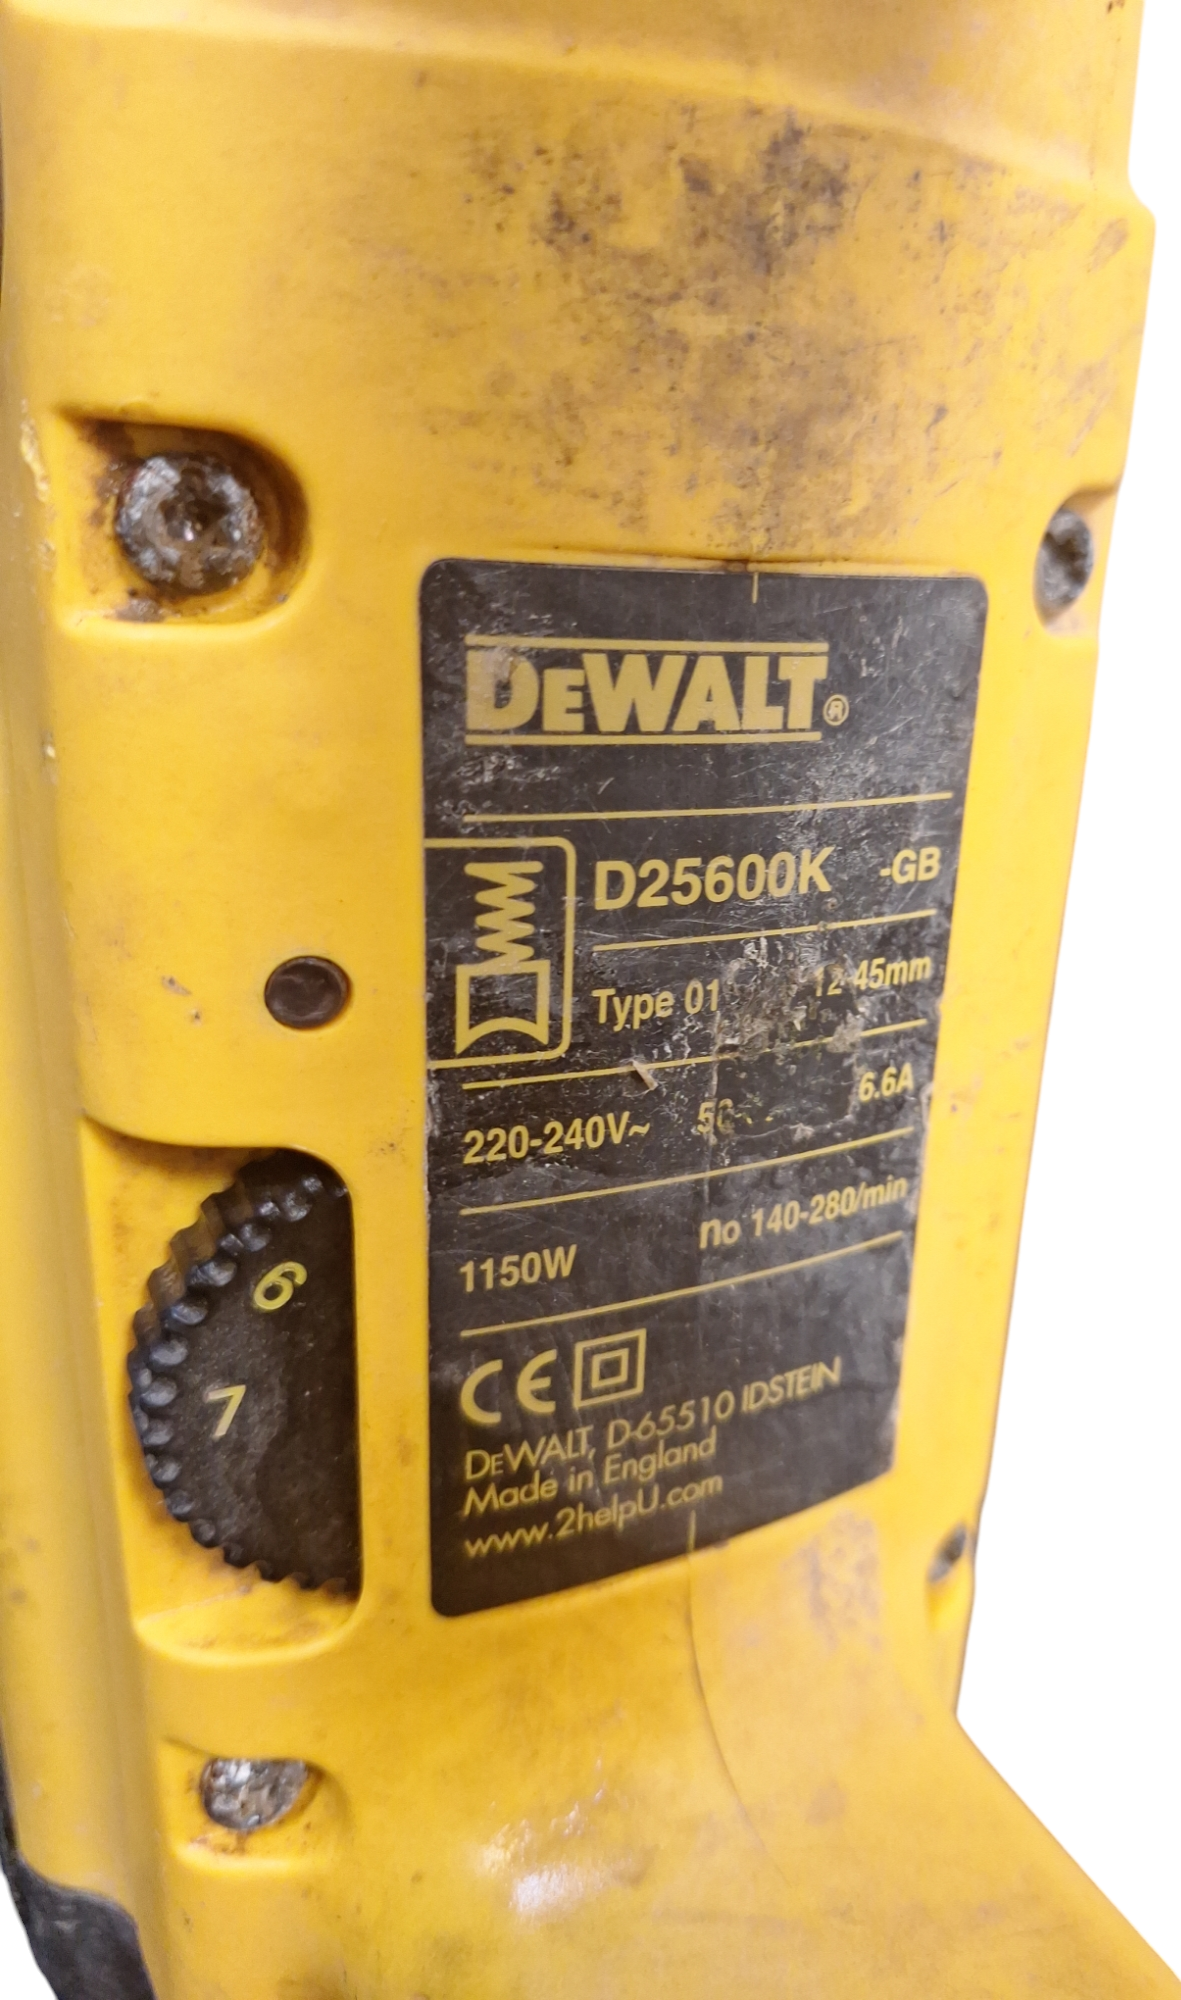 DEWALT®
D25600K -GB
Type 01 12-45mm
220-240V~ 6.6A
1150W no 140-280/min
CE
DEWALT, D-65510 IDSTEIN
Made in England
www.2helpU.com
6
7